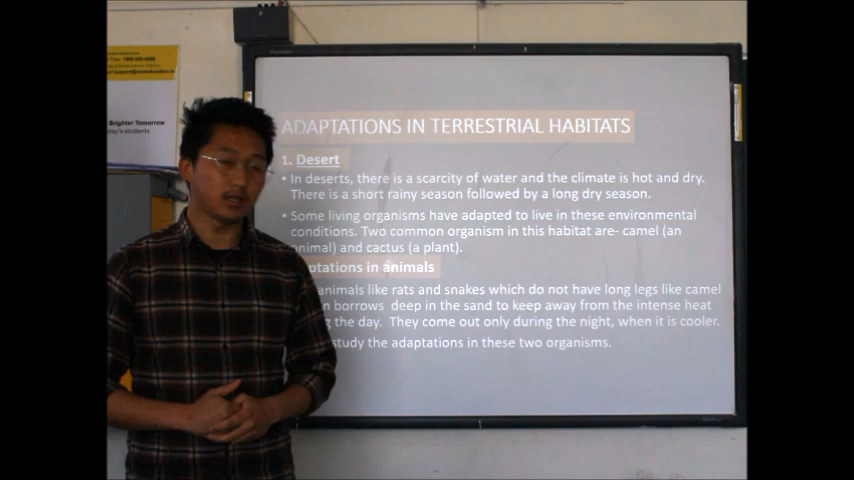 Brighter Tomorrow
day's students
ADAPTATIONS IN TERRESTRIAL HABITATS
1. Desert
• In deserts, there is a scarcity of water and the climate is hot and dry.
There is a short rainy season followed by a long dry season.
• Some living organisms have adapted to live in these environmental
conditions. Two common organism in this habitat are- camel (an
animal) and cactus (a plant).
ptations in animals
animals like rats and snakes which do not have long legs like camel
n borrows deep in the sand to keep away from the intense heat
g the day. They come out only during the night, when it is cooler.
study the adaptations in these two organisms.